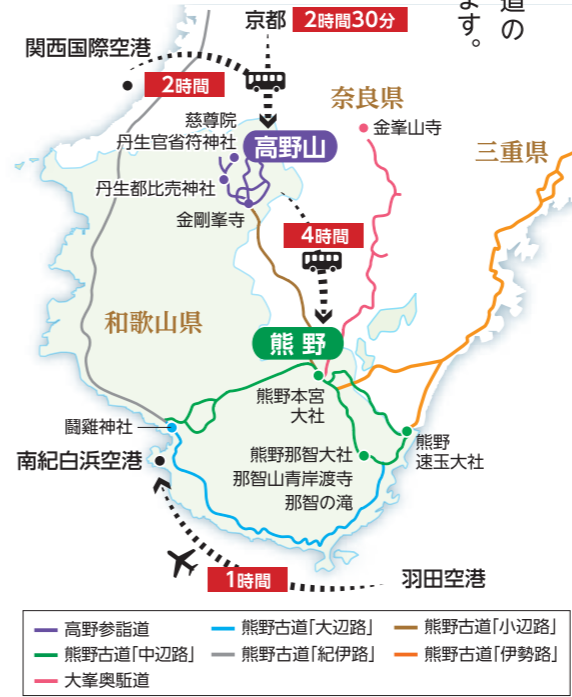 道の
ます。
京都 2時間30分
関西国際空港
2時間
奈良県
慈尊院
丹生官省符神社
高野山
金峯山寺
三重県
丹生都比売神社
金剛峯寺
4時間
和歌山県
熊野
熊野本宮
大社
闘雞神社
熊野
速玉大社
南紀白浜空港
熊野那智大社
那智山青岸渡寺
那智の滝
1時間
羽田空港
高野参詣道
熊野古道「大辺路」
熊野古道「小辺路」
熊野古道「中辺路」
熊野古道「紀伊路」
熊野古道「伊勢路」
大峯奥駈道